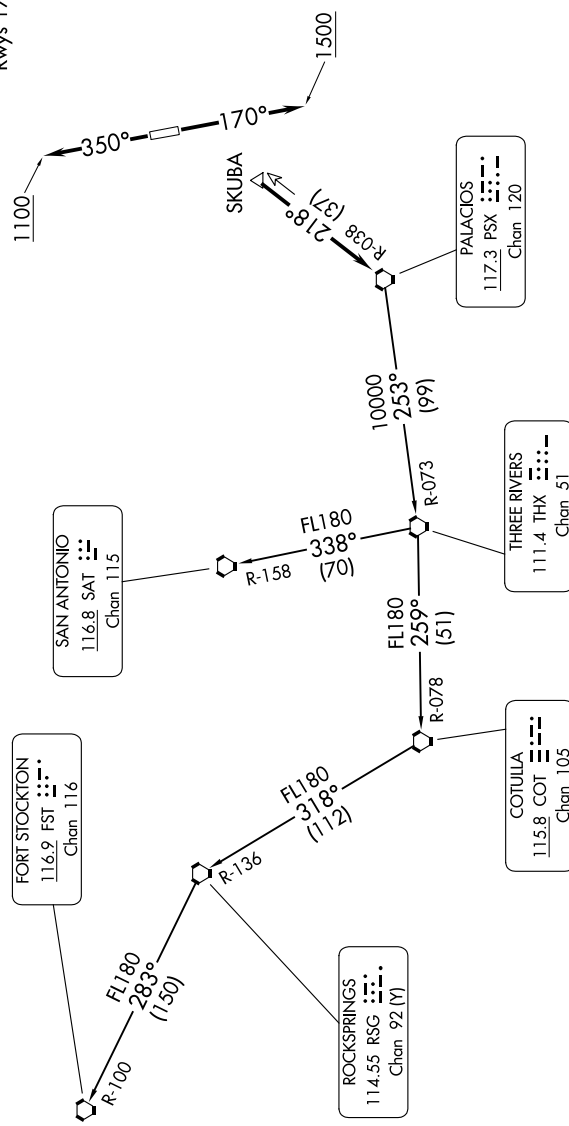 Rwys 17
1500
170°
350°
1100
SKUBA
218°
(37)
R-038
PALACIOS
117.3 PSX
Chan 120
10000
253°
(99)
R-073
THREE RIVERS
111.4 THX
Chan 51
FL180
338°
(70)
R-158
SAN ANTONIO
116.8 SAT
Chan 115
FL180
259°
(51)
R-078
COTULLA
115.8 COT
Chan 105
FL180
318°
(112)
R-136
ROCKSPRINGS
114.55 RSG
Chan 92 (Y)
FL180
283°
(150)
R-100
FORT STOCKTON
116.9 FST
Chan 116